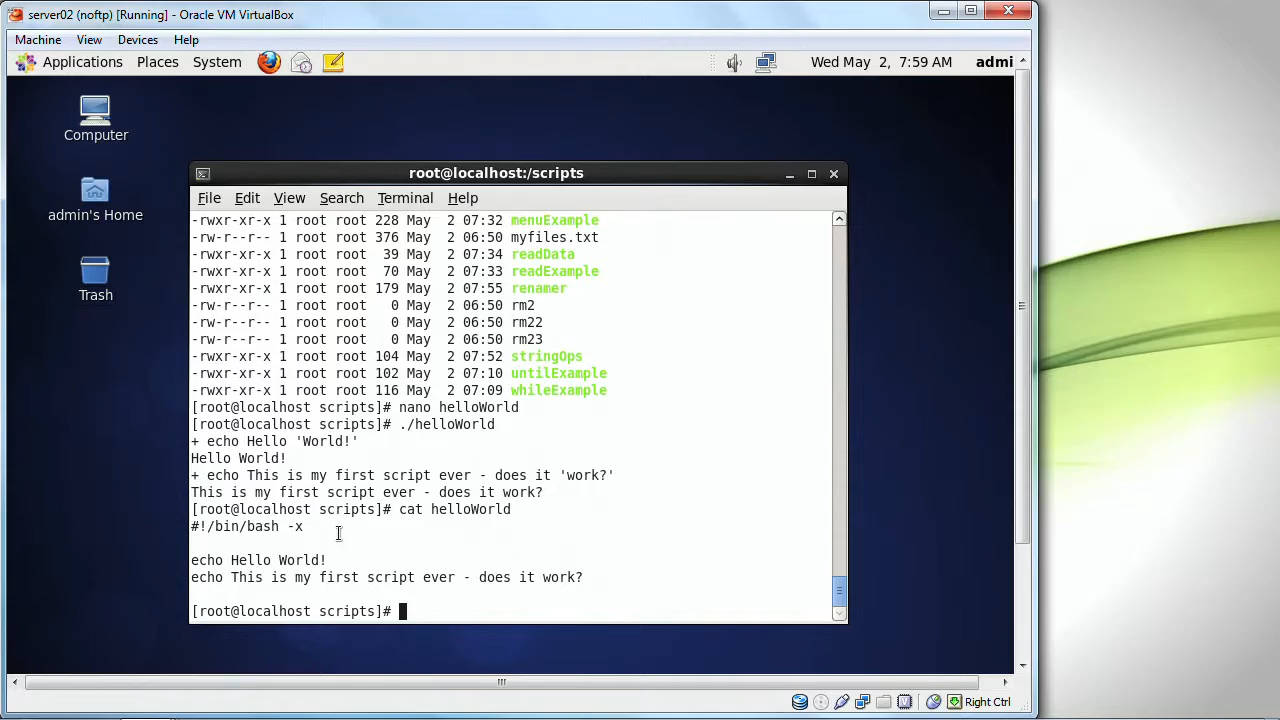 server02 (noftp) [Running] - Oracle VM VirtualBox
Machine View Devices Help
Applications Places System Wed May 2, 7:59 AM admi
Computer
admin's Home
Trash
root@localhost:/scripts
File Edit View Search Terminal Help
-rwxr-xr-x 1 root root 228 May  2 07:32 menuExample
-rw-r--r-- 1 root root 376 May  2 06:50 myfiles.txt
-rwxr-xr-x 1 root root  39 May  2 07:34 readData
-rwxr-xr-x 1 root root  70 May  2 07:33 readExample
-rwxr-xr-x 1 root root 179 May  2 07:55 renamer
-rw-r--r-- 1 root root   0 May  2 06:50 rm2
-rw-r--r-- 1 root root   0 May  2 06:50 rm22
-rw-r--r-- 1 root root   0 May  2 06:50 rm23
-rwxr-xr-x 1 root root 104 May  2 07:52 stringOps
-rwxr-xr-x 1 root root 102 May  2 07:10 untilExample
-rwxr-xr-x 1 root root 116 May  2 07:09 whileExample
[root@localhost scripts]# nano helloWorld
[root@localhost scripts]# ./helloWorld
+ echo Hello 'World!'
Hello World!
+ echo This is my first script ever - does it 'work?'
This is my first script ever - does it work?
[root@localhost scripts]# cat helloWorld
#!/bin/bash -x
echo Hello World!
echo This is my first script ever - does it work?
[root@localhost scripts]#
Right Ctrl